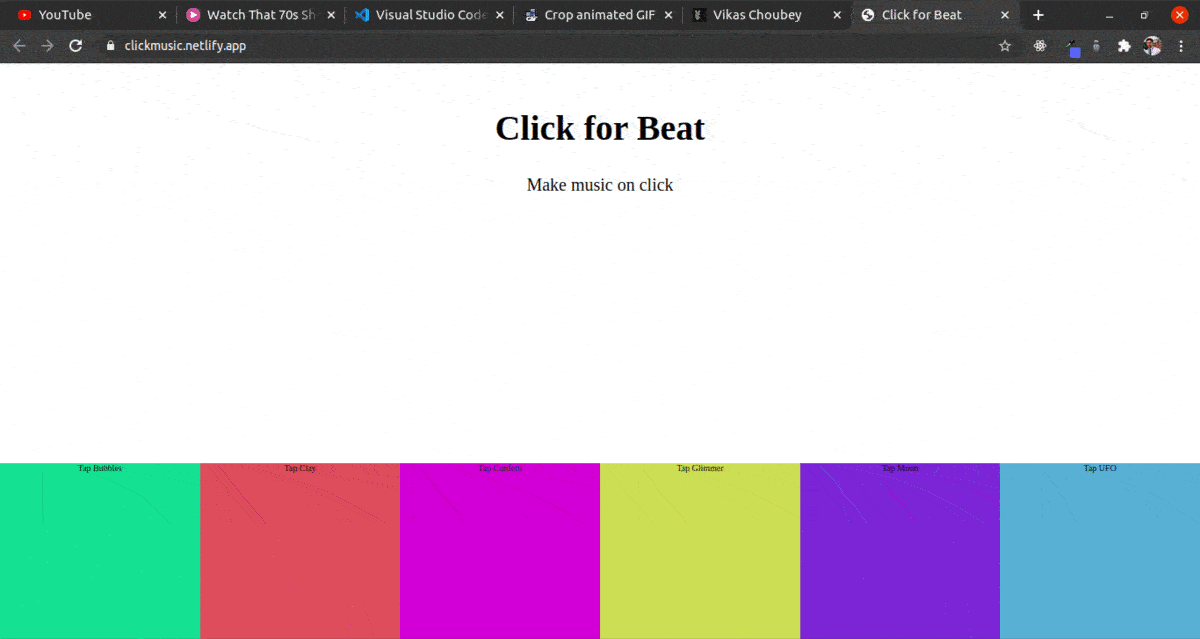 YouTube
Watch That 70s Sh
Visual Studio Code
Crop animated GIF
Vikas Choubey
Click for Beat
clickmusic.netlify.app
Click for Beat
Make music on click
Tap Bubbles
Tap Clay
Tap Confetti
Tap Glimmer
Tap Moon
Tap UFO